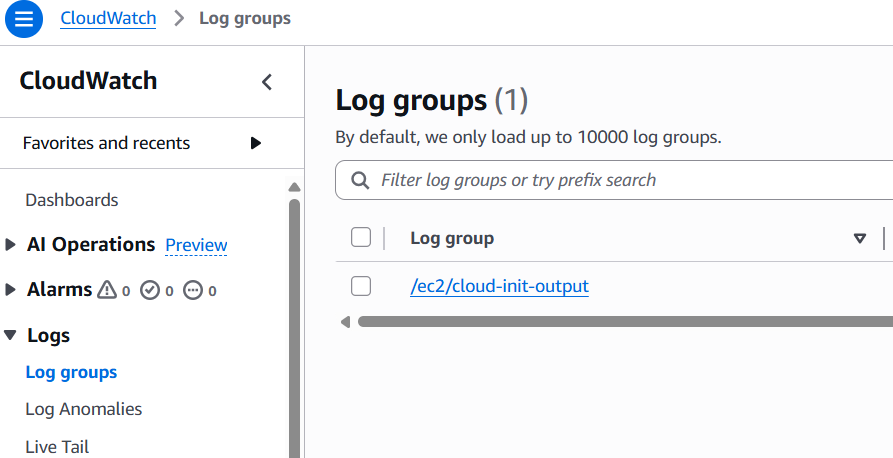 CloudWatch > Log groups
CloudWatch
Favorites and recents
Dashboards
AI Operations Preview
Alarms 0 0 0
Logs
Log groups
Log Anomalies
Live Tail
Log groups (1)
By default, we only load up to 10000 log groups.
Filter log groups or try prefix search
Log group
/ec2/cloud-init-output